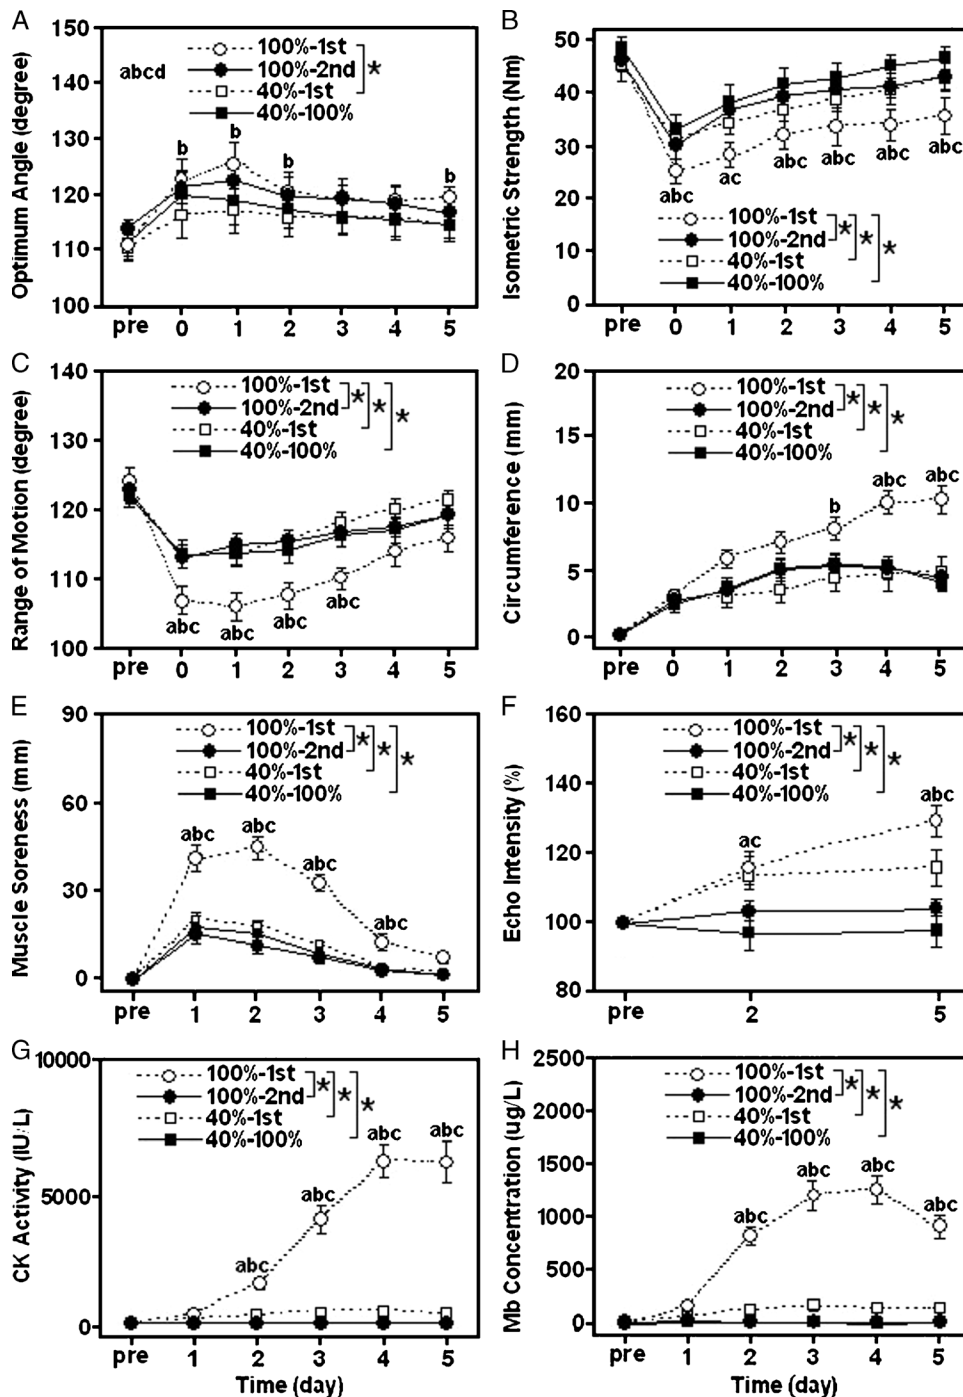 A
Optimum Angle (degree)
150
140
130
120
110
100
abcd
100%-1st
100%-2nd
40%-1st
40%-100%
*
b
b
b
b
pre 0 1 2 3 4 5
B
Isometric Strength (Nm)
50
40
30
20
10
0
abc
ac
abc
abc
abc
abc
100%-1st
100%-2nd
40%-1st
40%-100%
* * *
pre 0 1 2 3 4 5
C
Range of Motion (degree)
140
130
120
110
100
100%-1st
100%-2nd
40%-1st
40%-100%
* * *
abc
abc
abc
abc
pre 0 1 2 3 4 5
D
Circumference (mm)
20
15
10
5
0
100%-1st
100%-2nd
40%-1st
40%-100%
* * *
b
abc
abc
pre 0 1 2 3 4 5
E
Muscle Soreness (mm)
90
60
30
0
100%-1st
100%-2nd
40%-1st
40%-100%
* * *
abc
abc
abc
abc
pre 1 2 3 4 5
F
Echo Intensity (%)
160
140
120
100
80
100%-1st
100%-2nd
40%-1st
40%-100%
* * *
ac
abc
pre 2 5
G
CK Activity (IU/L)
10000
5000
0
100%-1st
100%-2nd
40%-1st
40%-100%
* * *
abc
abc
abc
abc
pre 1 2 3 4 5
Time (day)
H
Mb Concentration (ug/L)
2500
2000
1500
1000
500
0
100%-1st
100%-2nd
40%-1st
40%-100%
* * *
abc
abc
abc
abc
pre 1 2 3 4 5
Time (day)